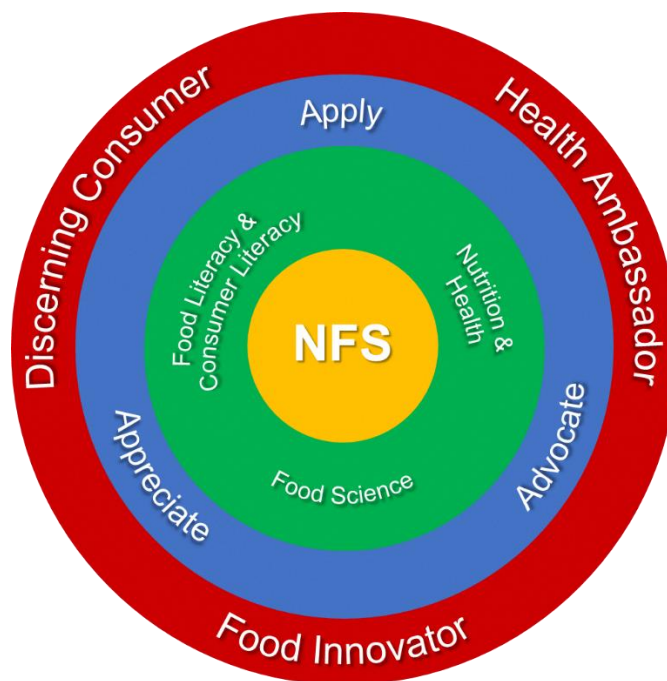 Discerning Consumer
Health Ambassador
Food Innovator
Apply
Advocate
Appreciate
Food Literacy &
Consumer Literacy
Nutrition &
Health
Food Science
NFS